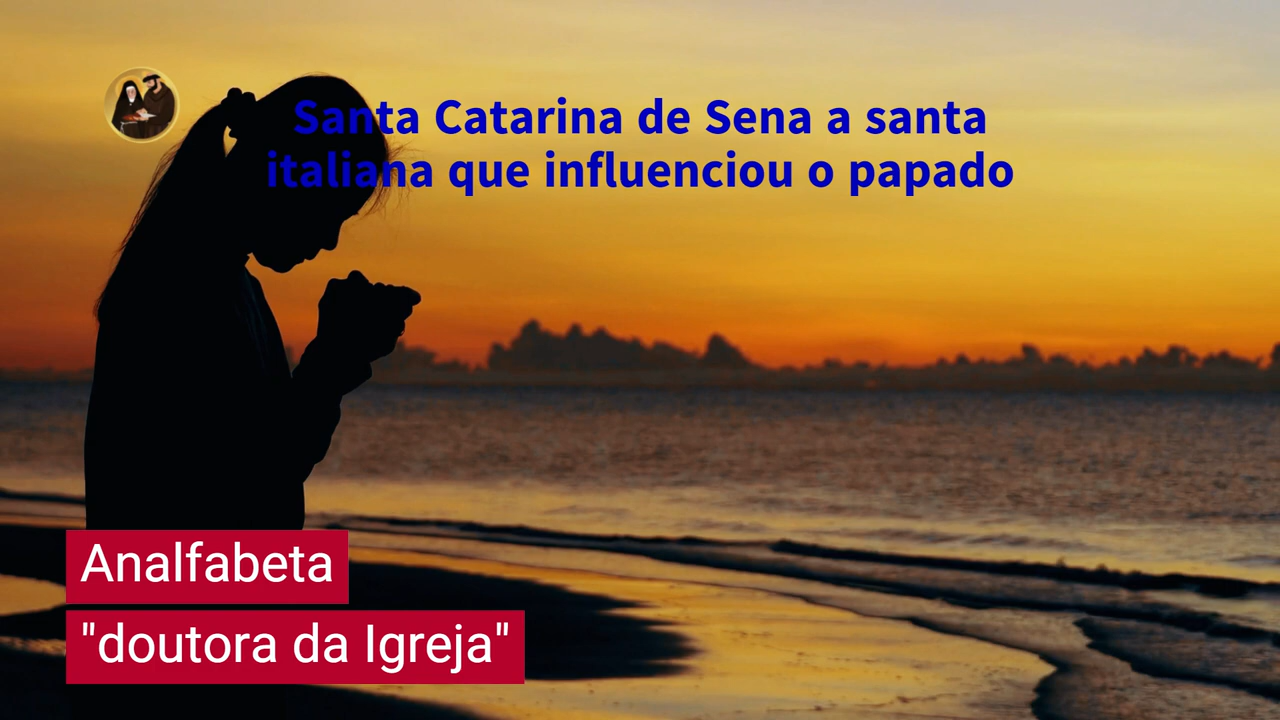 Santa Catarina de Sena a santa
italiana que influenciou o papado
Analfabeta
"doutora da Igreja"